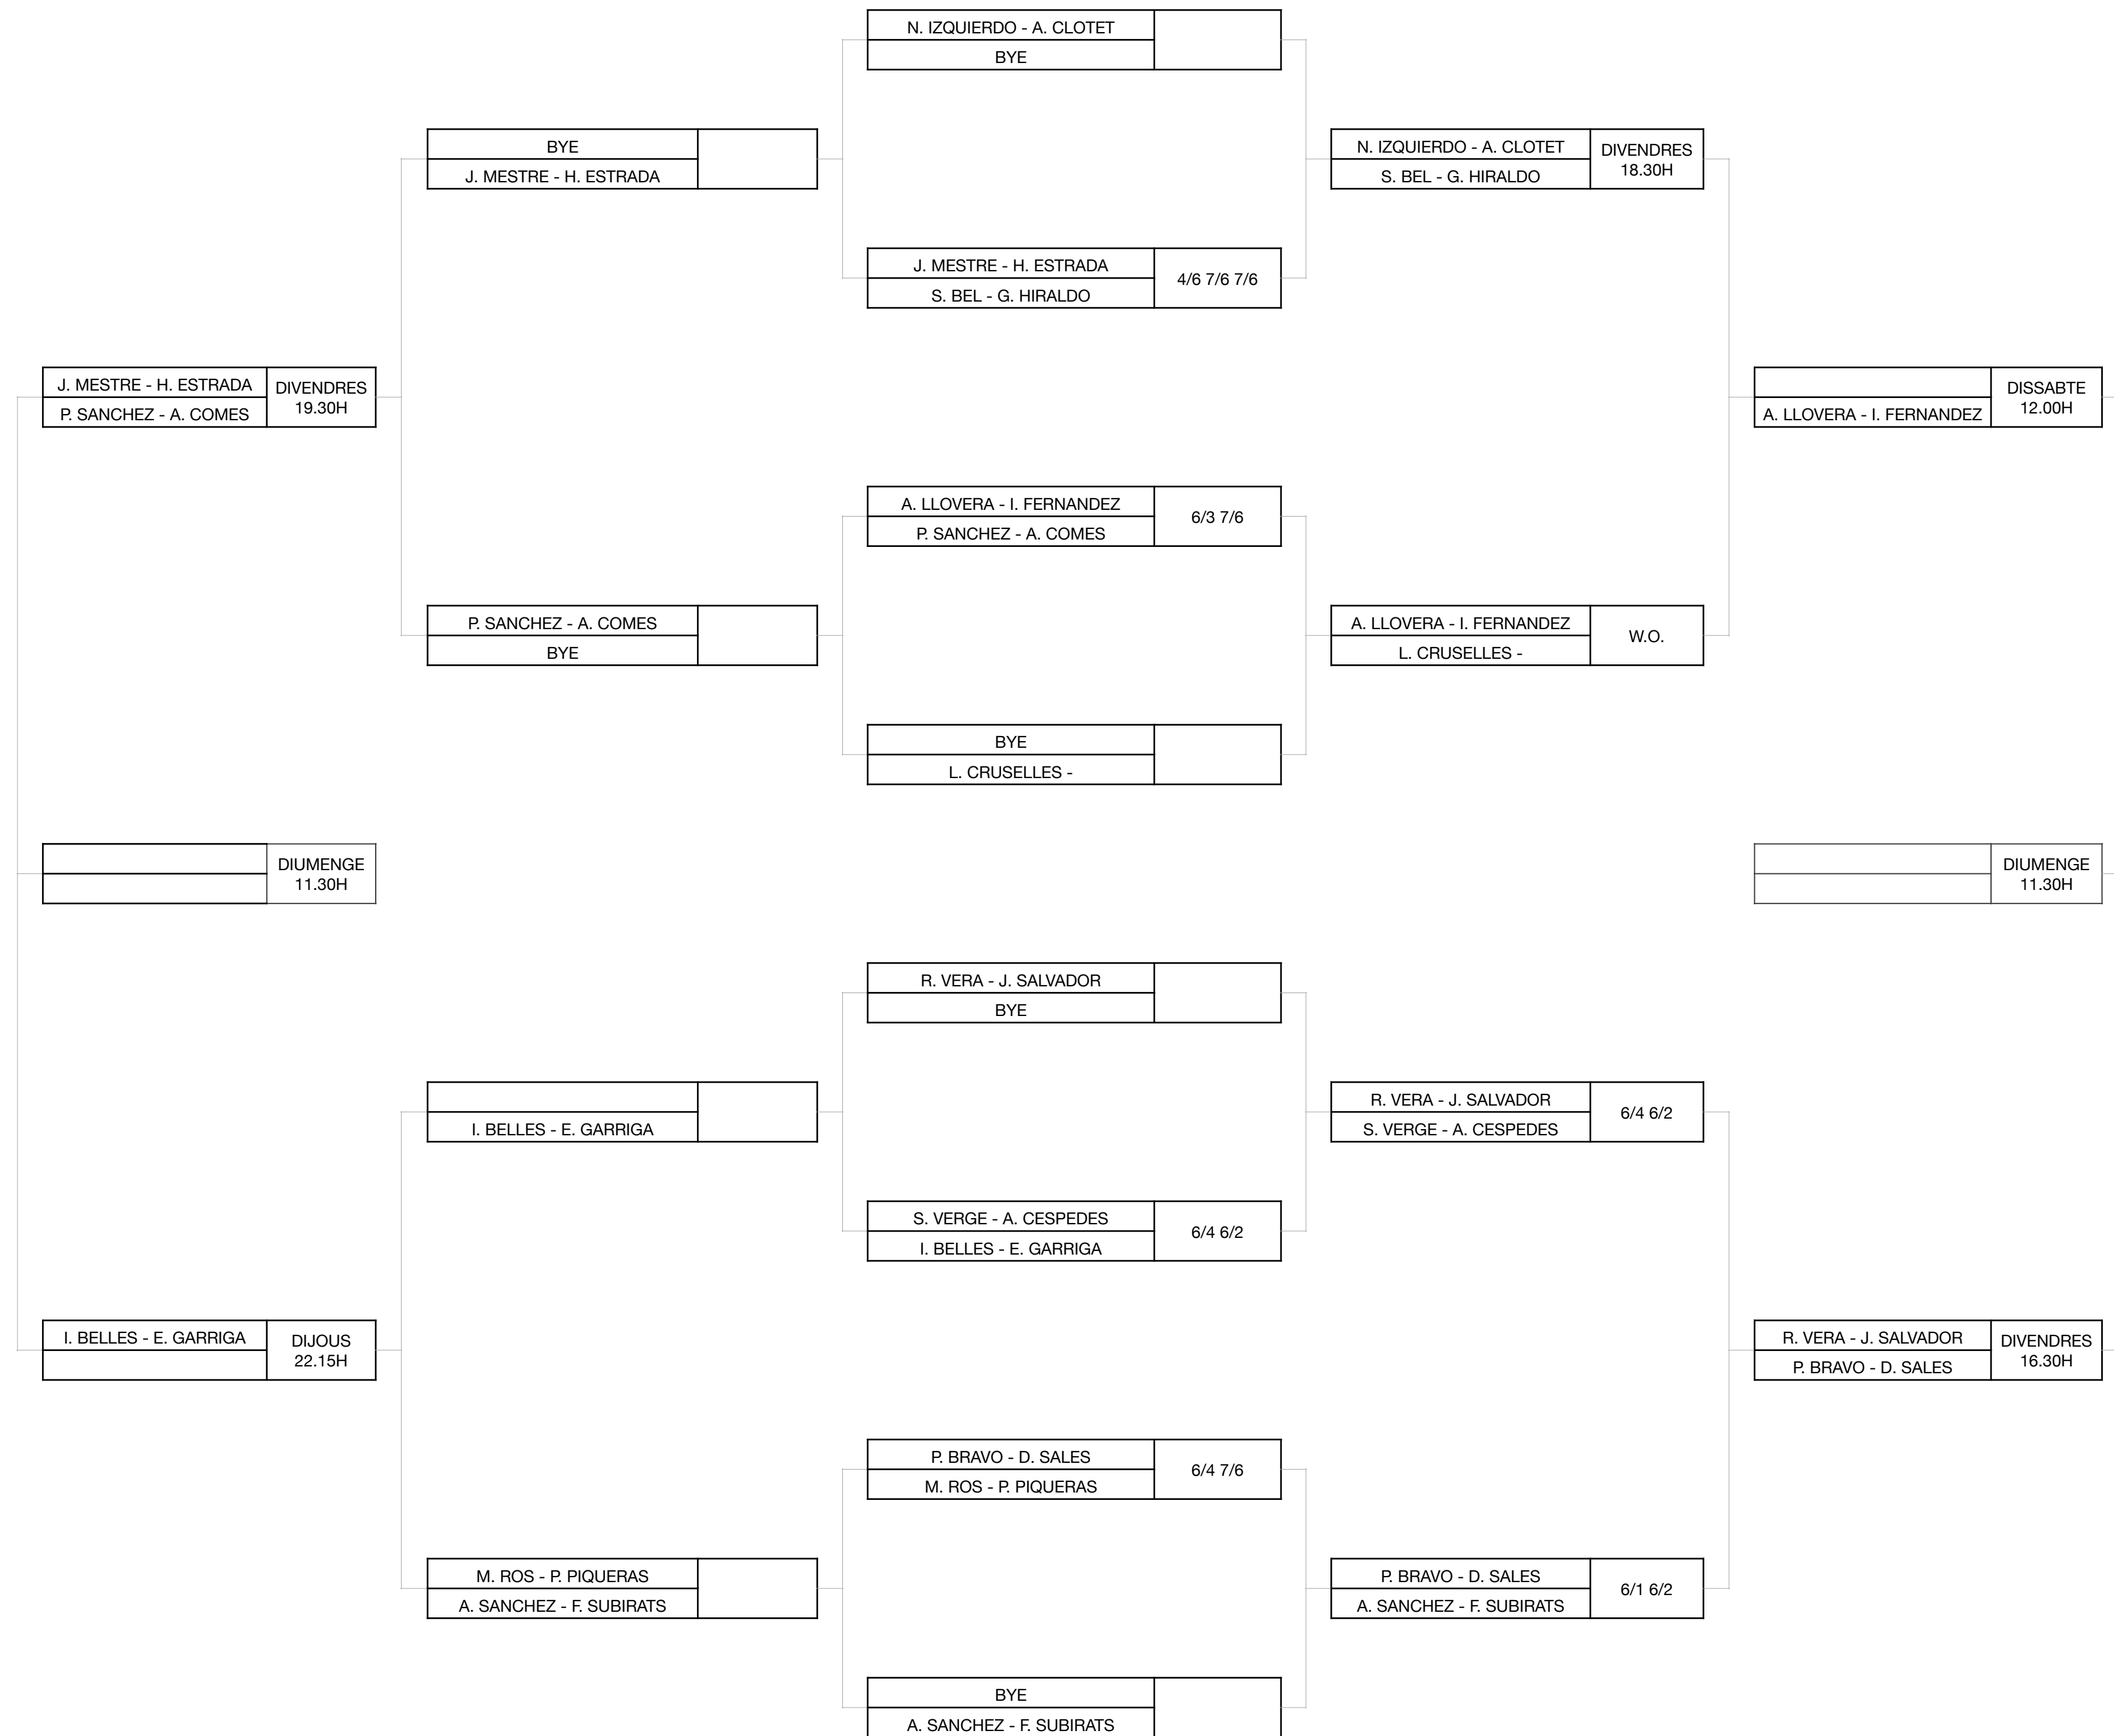 N. IZQUIERDO - A. CLOTET
BYE
BYE
J. MESTRE - H. ESTRADA
N. IZQUIERDO - A. CLOTET
S. BEL - G. HIRALDO
DIVENDRES
18.30H
J. MESTRE - H. ESTRADA
S. BEL - G. HIRALDO
4/6 7/6 7/6
J. MESTRE - H. ESTRADA
P. SANCHEZ - A. COMES
DIVENDRES
19.30H
A. LLOVERA - I. FERNANDEZ
DISSABTE
12.00H
A. LLOVERA - I. FERNANDEZ
P. SANCHEZ - A. COMES
6/3 7/6
P. SANCHEZ - A. COMES
BYE
A. LLOVERA - I. FERNANDEZ
L. CRUSELLES -
W.O.
BYE
L. CRUSELLES -
DIUMENGE
11.30H
DIUMENGE
11.30H
R. VERA - J. SALVADOR
BYE
I. BELLES - E. GARRIGA
R. VERA - J. SALVADOR
S. VERGE - A. CESPEDES
6/4 6/2
S. VERGE - A. CESPEDES
I. BELLES - E. GARRIGA
6/4 6/2
I. BELLES - E. GARRIGA
DIJOUS
22.15H
R. VERA - J. SALVADOR
P. BRAVO - D. SALES
DIVENDRES
16.30H
P. BRAVO - D. SALES
M. ROS - P. PIQUERAS
6/4 7/6
M. ROS - P. PIQUERAS
A. SANCHEZ - F. SUBIRATS
P. BRAVO - D. SALES
A. SANCHEZ - F. SUBIRATS
6/1 6/2
BYE
A. SANCHEZ - F. SUBIRATS